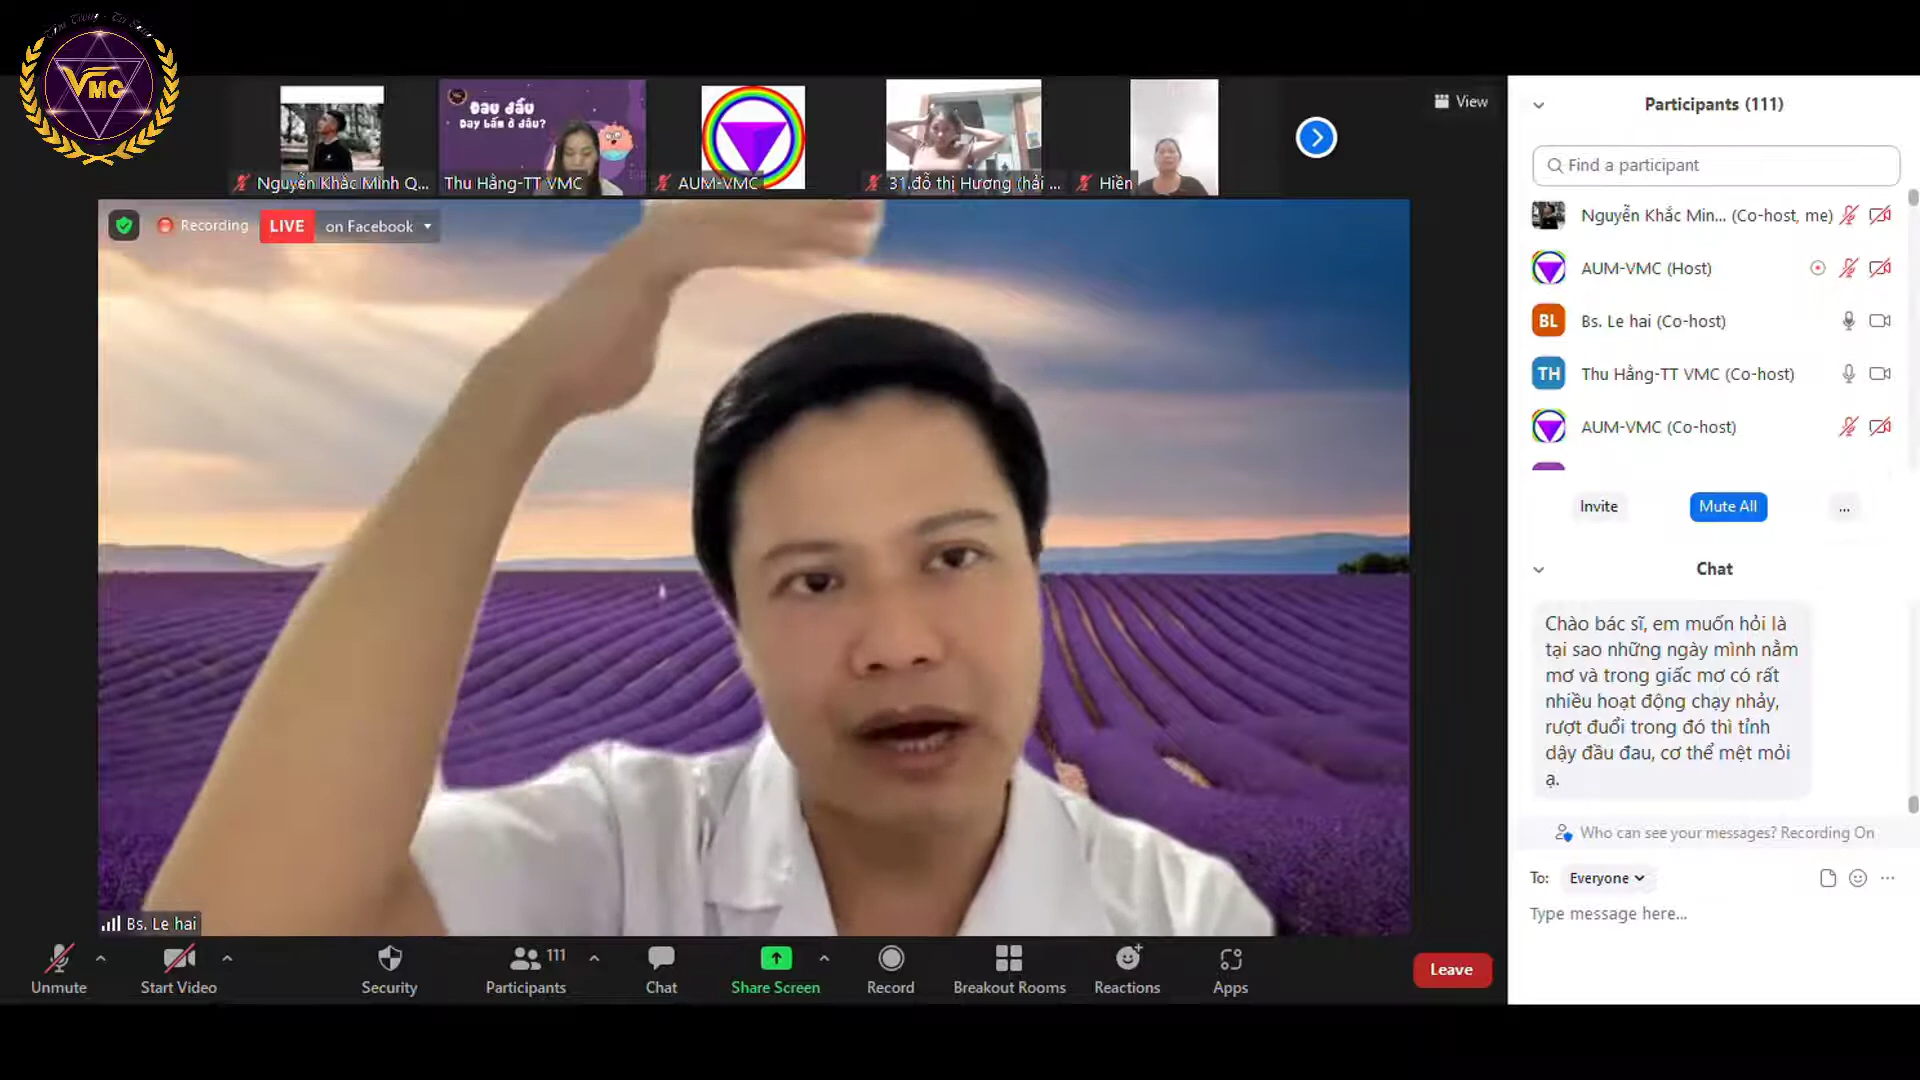 VMC
Đau đầu
Day bấm ở đâu?
Nguyễn Khắc Minh Q...
Thu Hằng-TT VMC
AUM-VMC
31.đỗ thị Hương (hải ...
Hiền
View
Recording
LIVE
on Facebook
Bs. Le hai
Participants (111)
Find a participant
Nguyễn Khắc Min... (Co-host, me)
AUM-VMC (Host)
BL
Bs. Le hai (Co-host)
TH
Thu Hằng-TT VMC (Co-host)
AUM-VMC (Co-host)
Invite
Mute All
...
Chat
Chào bác sĩ, em muốn hỏi là
tại sao những ngày mình nằm
mơ và trong giấc mơ có rất
nhiều hoạt động chạy nhảy,
rượt đuổi trong đó thì tỉnh
dậy đầu đau, cơ thể mệt mỏi
ạ.
Who can see your messages? Recording On
To: Everyone
Type message here...
Unmute
Start Video
Security
Participants
111
Chat
Share Screen
Record
Breakout Rooms
Reactions
Apps
Leave